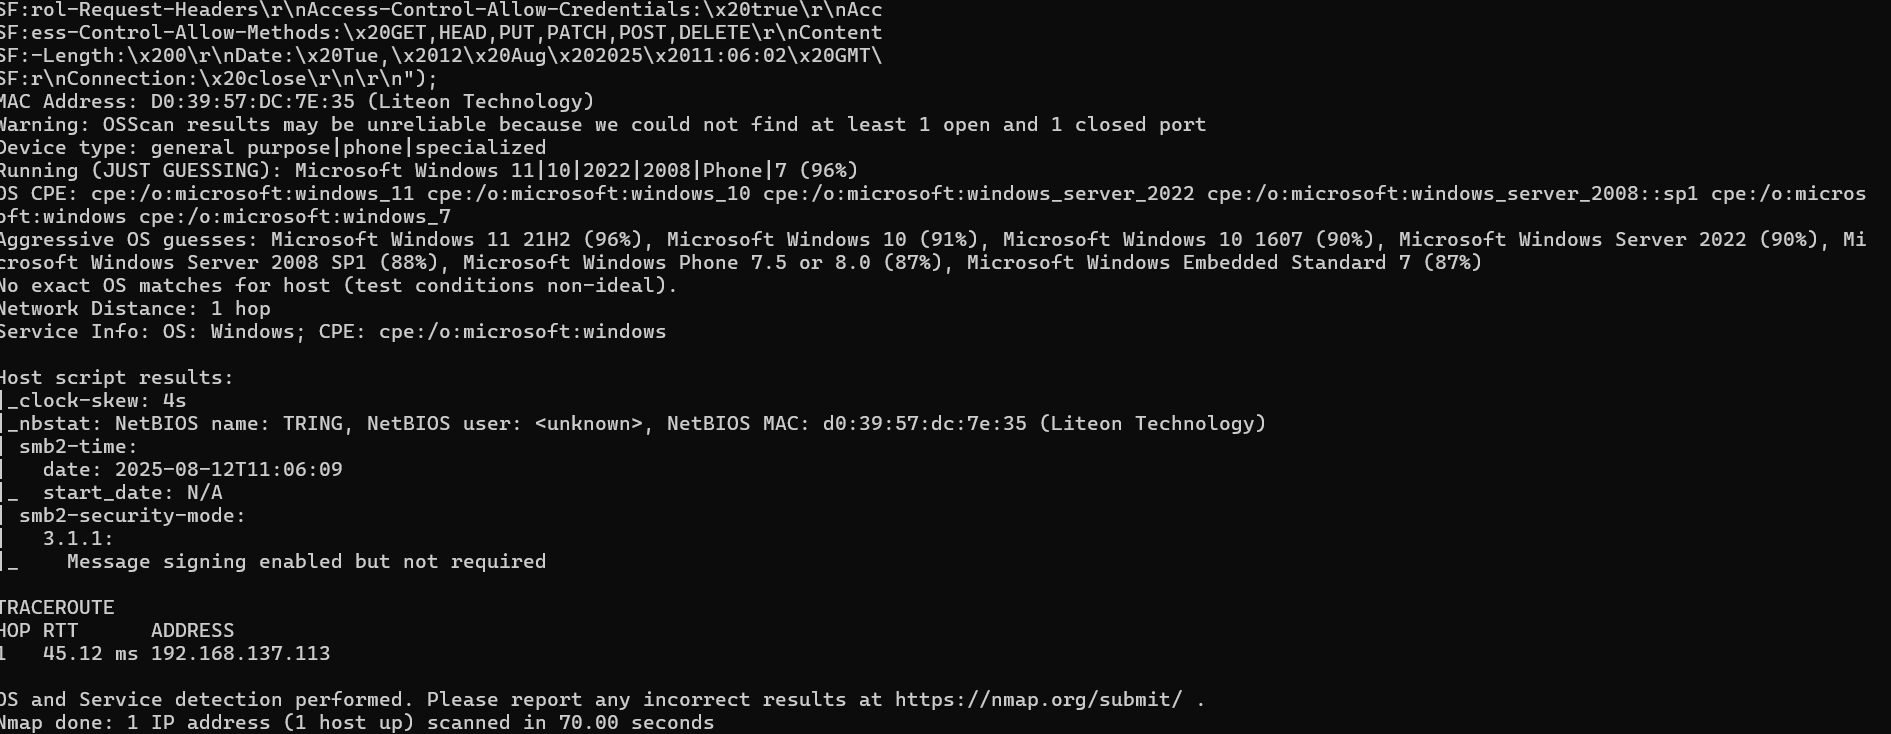 SF:rol-Request-Headers\r\nAccess-Control-Allow-Credentials:\x20true\r\nAcc
SF:ess-Control-Allow-Methods:\x20GET,HEAD,PUT,PATCH,POST,DELETE\r\nContent
SF:-Length:\x200\r\nDate:\x20Tue,\x2012\x20Aug\x202025\x2011:06:02\x20GMT\
SF:r\nConnection:\x20close\r\n\r\n");
MAC Address: D0:39:57:DC:7E:35 (Liteon Technology)
Warning: OSScan results may be unreliable because we could not find at least 1 open and 1 closed port
Device type: general purpose|phone|specialized
Running (JUST GUESSING): Microsoft Windows 11|10|2022|2008|Phone|7 (96%)
OS CPE: cpe:/o:microsoft:windows_11 cpe:/o:microsoft:windows_10 cpe:/o:microsoft:windows_server_2022 cpe:/o:microsoft:windows_server_2008::sp1 cpe:/o:micros
oft:windows cpe:/o:microsoft:windows_7
Aggressive OS guesses: Microsoft Windows 11 21H2 (96%), Microsoft Windows 10 (91%), Microsoft Windows 10 1607 (90%), Microsoft Windows Server 2022 (90%), Mi
crosoft Windows Server 2008 SP1 (88%), Microsoft Windows Phone 7.5 or 8.0 (87%), Microsoft Windows Embedded Standard 7 (87%)
No exact OS matches for host (test conditions non-ideal).
Network Distance: 1 hop
Service Info: OS: Windows; CPE: cpe:/o:microsoft:windows

Host script results:
|_clock-skew: 4s
|_nbstat: NetBIOS name: TRING, NetBIOS user: <unknown>, NetBIOS MAC: d0:39:57:dc:7e:35 (Liteon Technology)
| smb2-time:
|   date: 2025-08-12T11:06:09
|_  start_date: N/A
| smb2-security-mode:
|   3.1.1:
|_    Message signing enabled but not required

TRACEROUTE
HOP RTT      ADDRESS
1   45.12 ms 192.168.137.113

OS and Service detection performed. Please report any incorrect results at https://nmap.org/submit/ .
Nmap done: 1 IP address (1 host up) scanned in 70.00 seconds